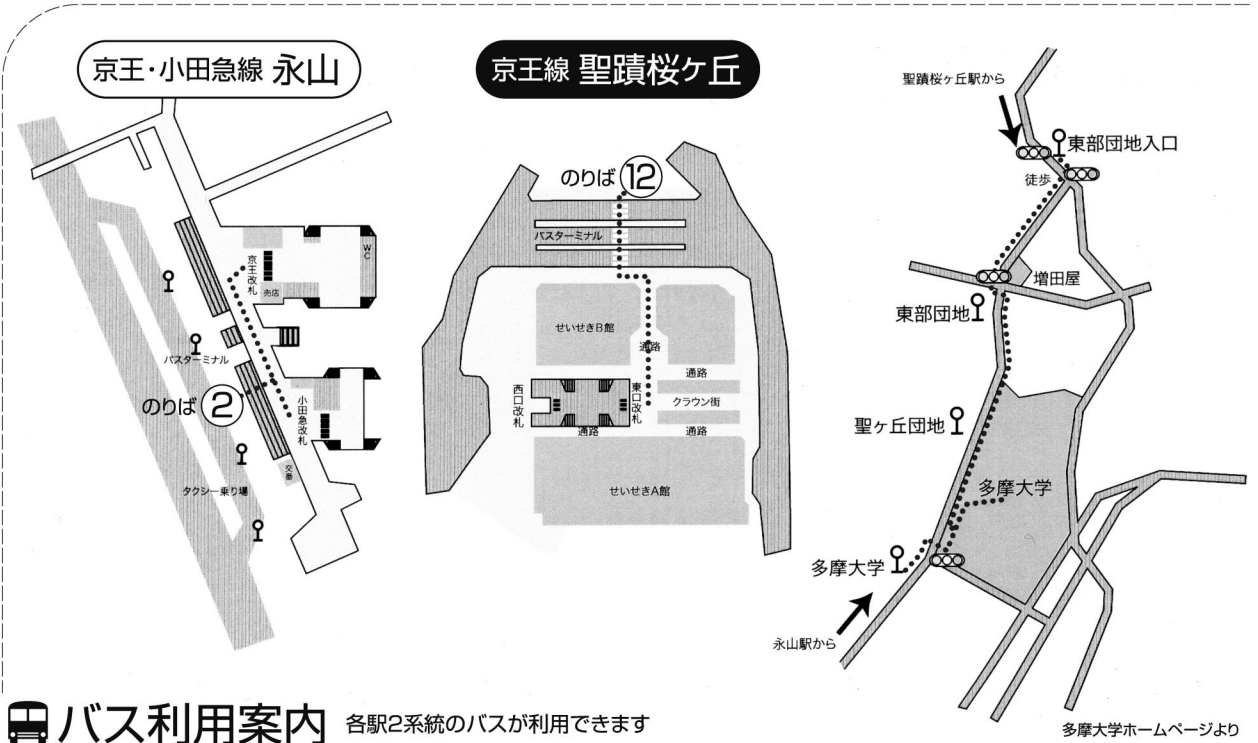 京王・小田急線 永山
京王改札
売店
WC
バスターミナル
のりば ②
小田急改札
交番
タクシー乗り場
京王線 聖蹟桜ケ丘
のりば ⑫
バスターミナル
せいせきB館
通路
西口改札
東口改札
通路
クラウン街
通路
通路
せいせきA館
聖蹟桜ヶ丘駅から
東部団地入口
徒歩
増田屋
東部団地
聖ヶ丘団地
多摩大学
多摩大学
永山駅から
バス利用案内 各駅2系統のバスが利用できます
多摩大学ホームページより